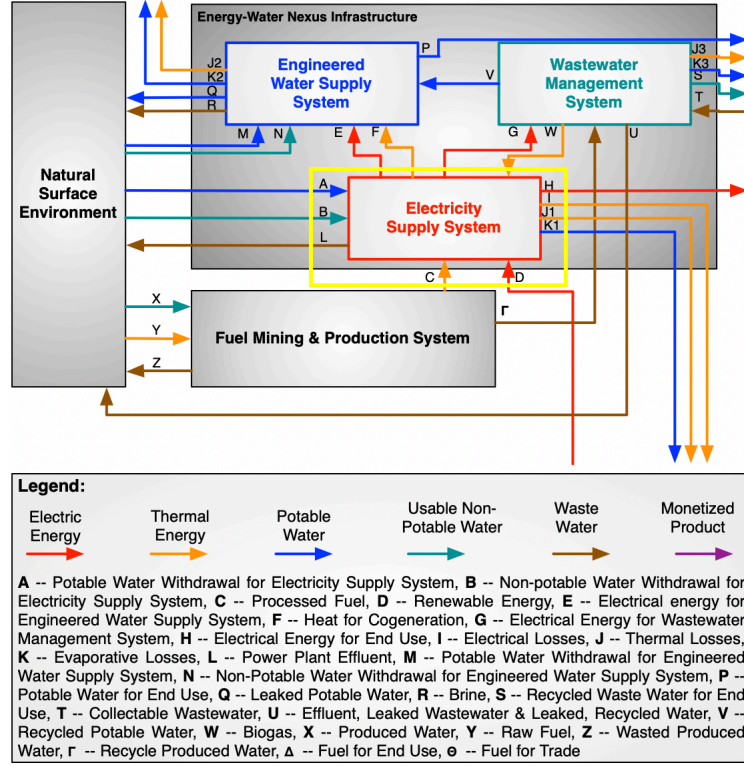 Energy-Water Nexus Infrastructure
J2
K2
Q
R
Engineered
Water Supply
System
P
V
Wastewater
Management
System
J3
K3
S
T
M
N
E
F
G
W
U
Natural
Surface
Environment
A
B
L
Electricity
Supply System
H
I
J1
K1
C
D
X
Y
Z
Fuel Mining & Production System
Γ
Legend:
Electric
Energy
Thermal
Energy
Potable
Water
Usable Non-
Potable Water
Waste
Water
Monetized
Product
A -- Potable Water Withdrawal for Electricity Supply System, B -- Non-potable Water Withdrawal for
Electricity Supply System, C -- Processed Fuel, D -- Renewable Energy, E -- Electrical energy for
Engineered Water Supply System, F -- Heat for Cogeneration, G -- Electrical Energy for Wastewater
Management System, H -- Electrical Energy for End Use, I -- Electrical Losses, J -- Thermal Losses,
K -- Evaporative Losses, L -- Power Plant Effluent, M -- Potable Water Withdrawal for Engineered
Water Supply System, N -- Non-Potable Water Withdrawal for Engineered Water Supply System, P --
Potable Water for End Use, Q -- Leaked Potable Water, R -- Brine, S -- Recycled Waste Water for End
Use, T -- Collectable Wastewater, U -- Effluent, Leaked Wastewater & Leaked, Recycled Water, V --
Recycled Potable Water, W -- Biogas, X -- Produced Water, Y -- Raw Fuel, Z -- Wasted Produced
Water, Γ -- Recycle Produced Water, Δ -- Fuel for End Use, Θ -- Fuel for Trade